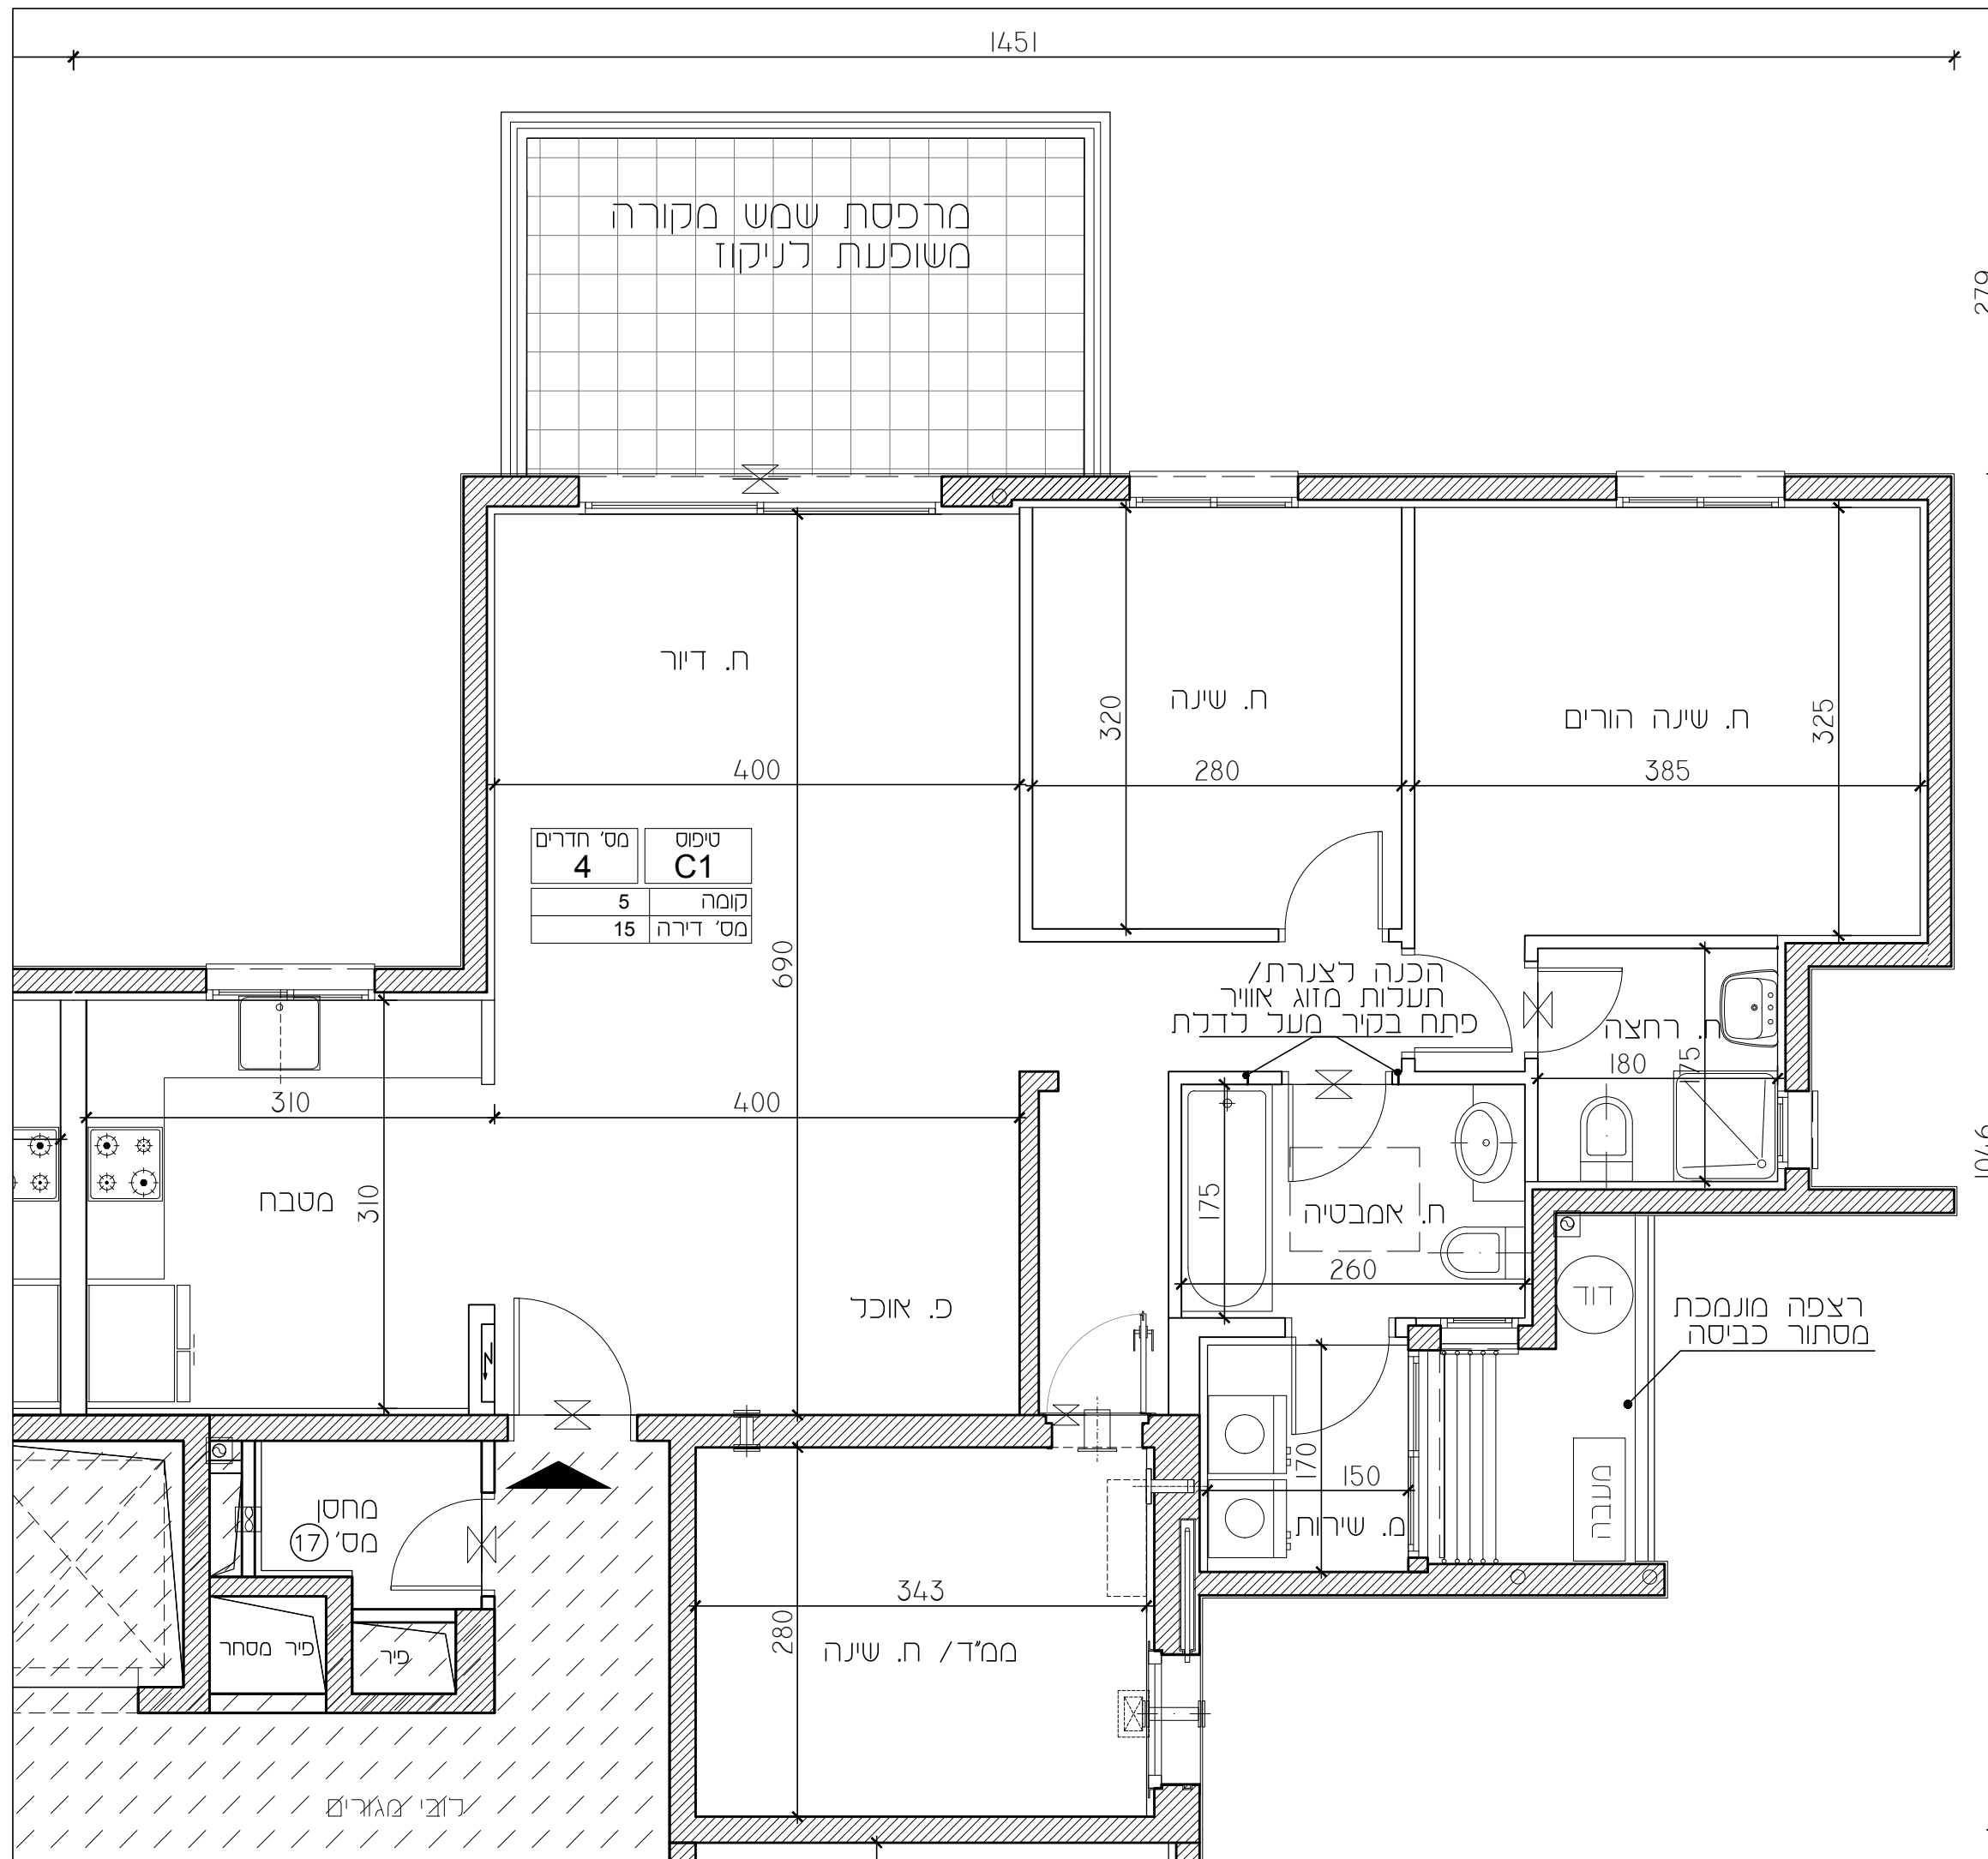 1451
279
מרפסת שמש מקורה
משופעת לניקוז
ח. דיור
ח. שינה
ח. שינה הורים
320
325
400
280
385
טיפוס
C1
מס' חדרים
4
קומה 5
מס' דירה 15
690
הכנה לצנרת/
תעלות מזוג אוויר
פתח בקיר מעל לדלת
ח. רחצה
180
175
310
400
1046
מטבח
310
175
ח. אמבטיה
260
פ. אוכל
דוד
רצפה מונמכת
מסתור כביסה
170
150
מ. שירות
מעבה
מחסן
מס' 17
343
280
ממ"ד/ ח. שינה
פיר מסחר
פיר
לובי מגורים